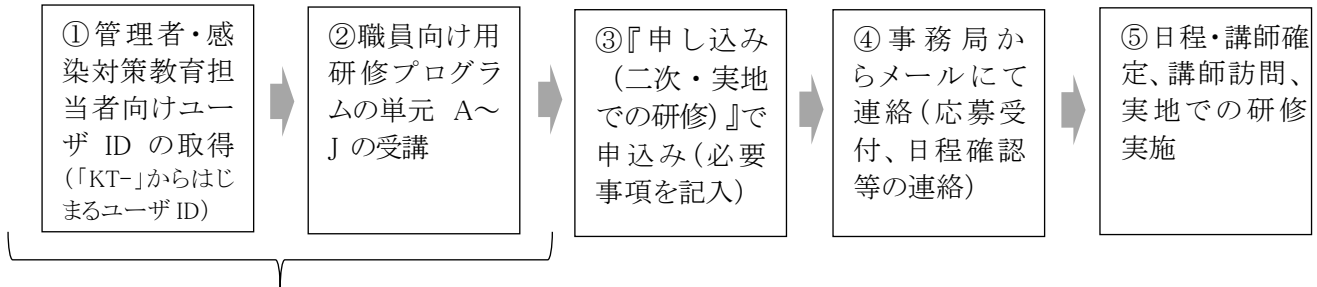 ①管理者・感
染対策教育担
当者向けユー
ザ ID の取得
(「KT-」からはじ
まるユーザ ID)
②職員向け用
研修プログラ
ムの単元 A～
J の受講
③『申し込み
(二次・実地
での研修)』で
申込み(必要
事項を記入)
④事務局か
らメールにて
連絡(応募受
付、日程確認
等の連絡)
⑤日程・講師確
定、講師訪問、
実地での研修
実施